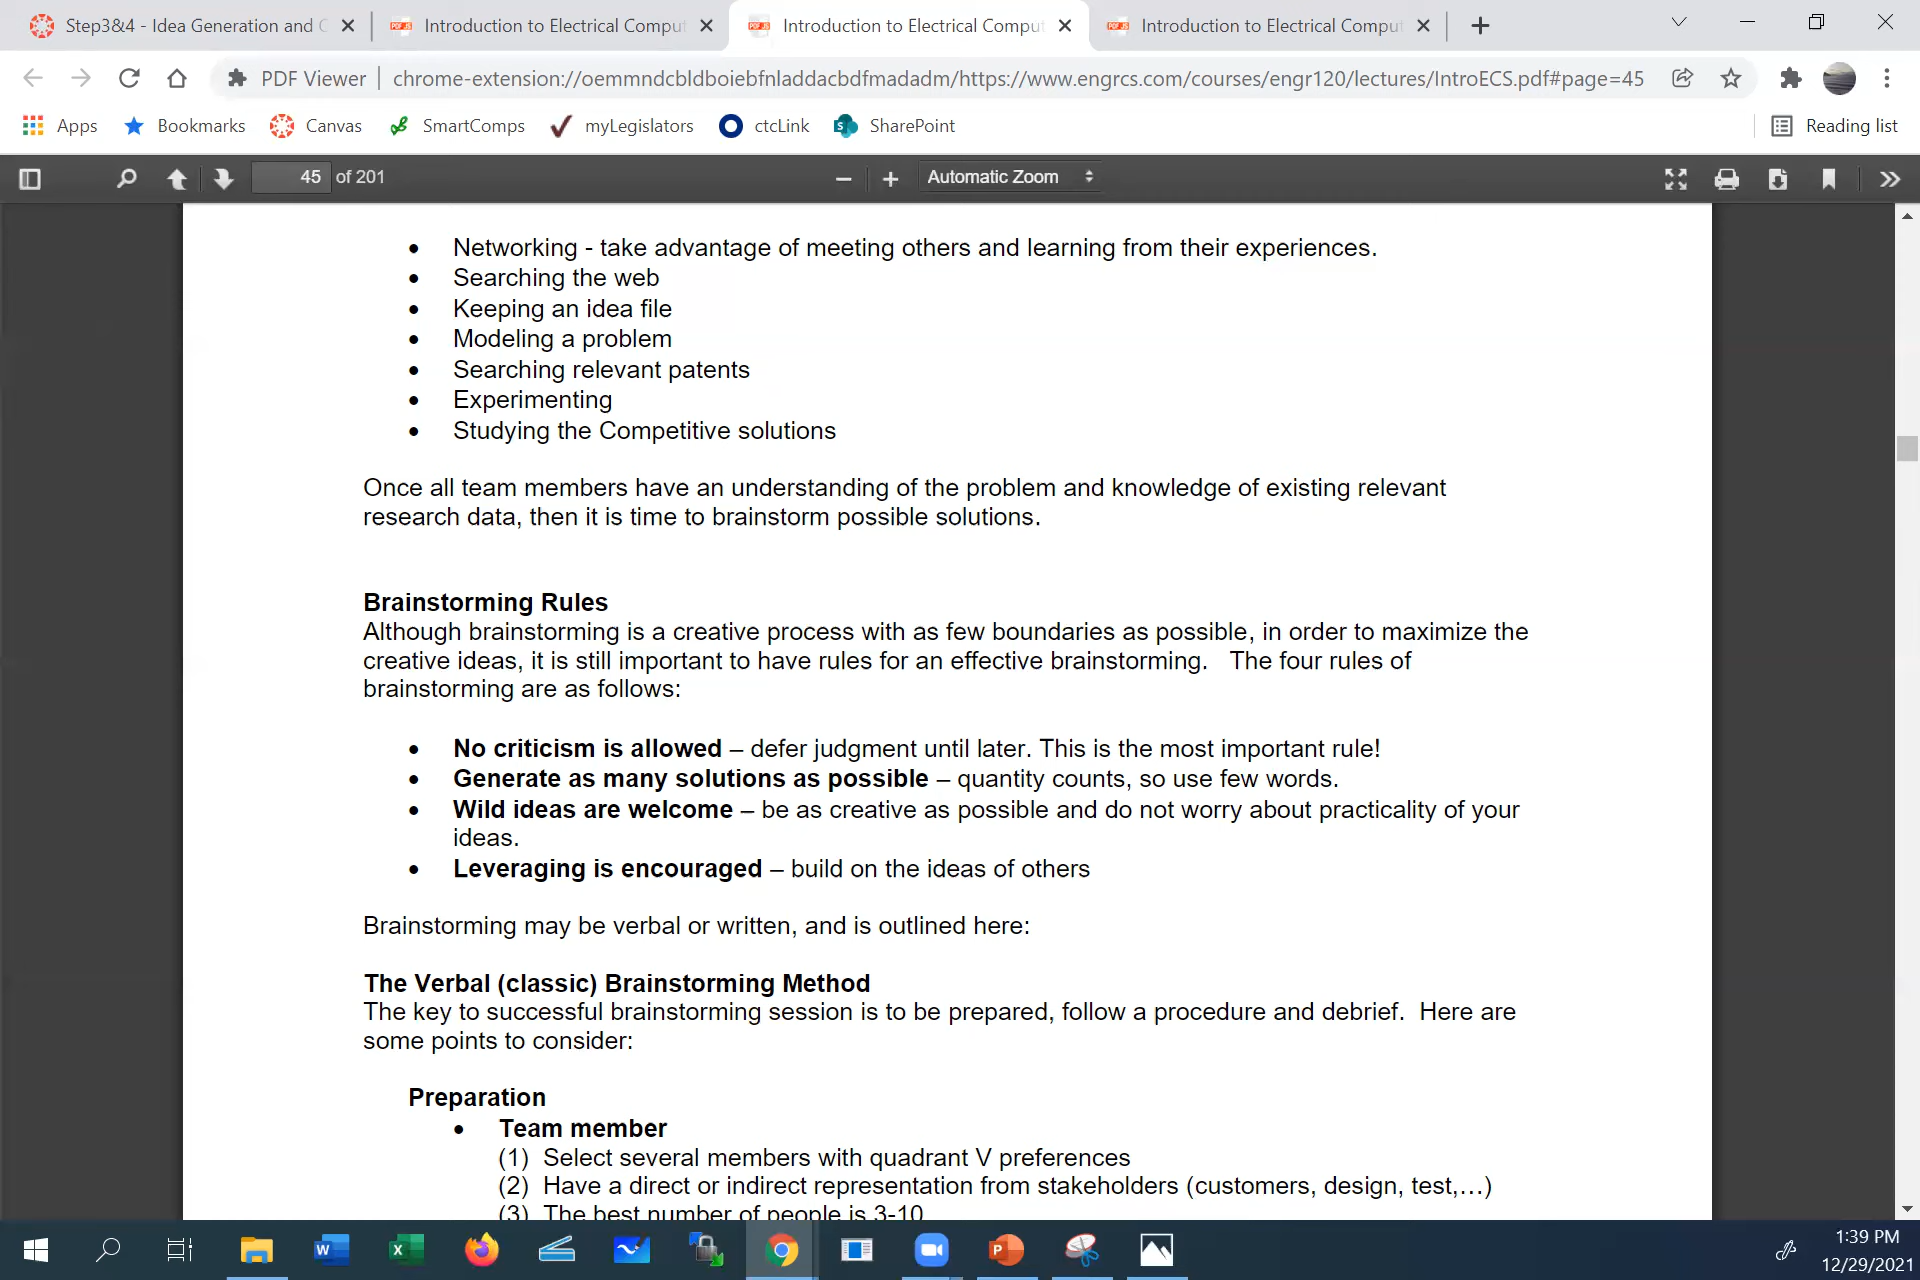 Step3&4 - Idea Generation and C
Introduction to Electrical Comput
Introduction to Electrical Comput
Introduction to Electrical Comput
PDF Viewer
chrome-extension://oemmndcbldboiebfnladdacbdfmadadm/https://www.engrcs.com/courses/engr120/lectures/IntroECS.pdf#page=45
Apps
Bookmarks
Canvas
SmartComps
myLegislators
ctcLink
SharePoint
Reading list
45 of 201
Automatic Zoom
• Networking - take advantage of meeting others and learning from their experiences.
• Searching the web
• Keeping an idea file
• Modeling a problem
• Searching relevant patents
• Experimenting
• Studying the Competitive solutions
Once all team members have an understanding of the problem and knowledge of existing relevant
research data, then it is time to brainstorm possible solutions.
Brainstorming Rules
Although brainstorming is a creative process with as few boundaries as possible, in order to maximize the
creative ideas, it is still important to have rules for an effective brainstorming. The four rules of
brainstorming are as follows:
• No criticism is allowed – defer judgment until later. This is the most important rule!
• Generate as many solutions as possible – quantity counts, so use few words.
• Wild ideas are welcome – be as creative as possible and do not worry about practicality of your
ideas.
• Leveraging is encouraged – build on the ideas of others
Brainstorming may be verbal or written, and is outlined here:
The Verbal (classic) Brainstorming Method
The key to successful brainstorming session is to be prepared, follow a procedure and debrief. Here are
some points to consider:
Preparation
• Team member
(1) Select several members with quadrant V preferences
(2) Have a direct or indirect representation from stakeholders (customers, design, test,…)
(3) The best number of people is 3-10
1:39 PM
12/29/2021